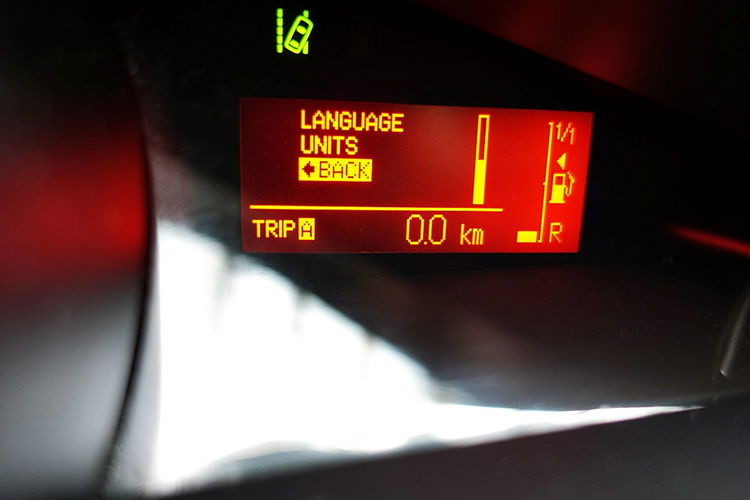 LANGUAGE
UNITS
BACK
TRIP A 0.0 km
1/1
R